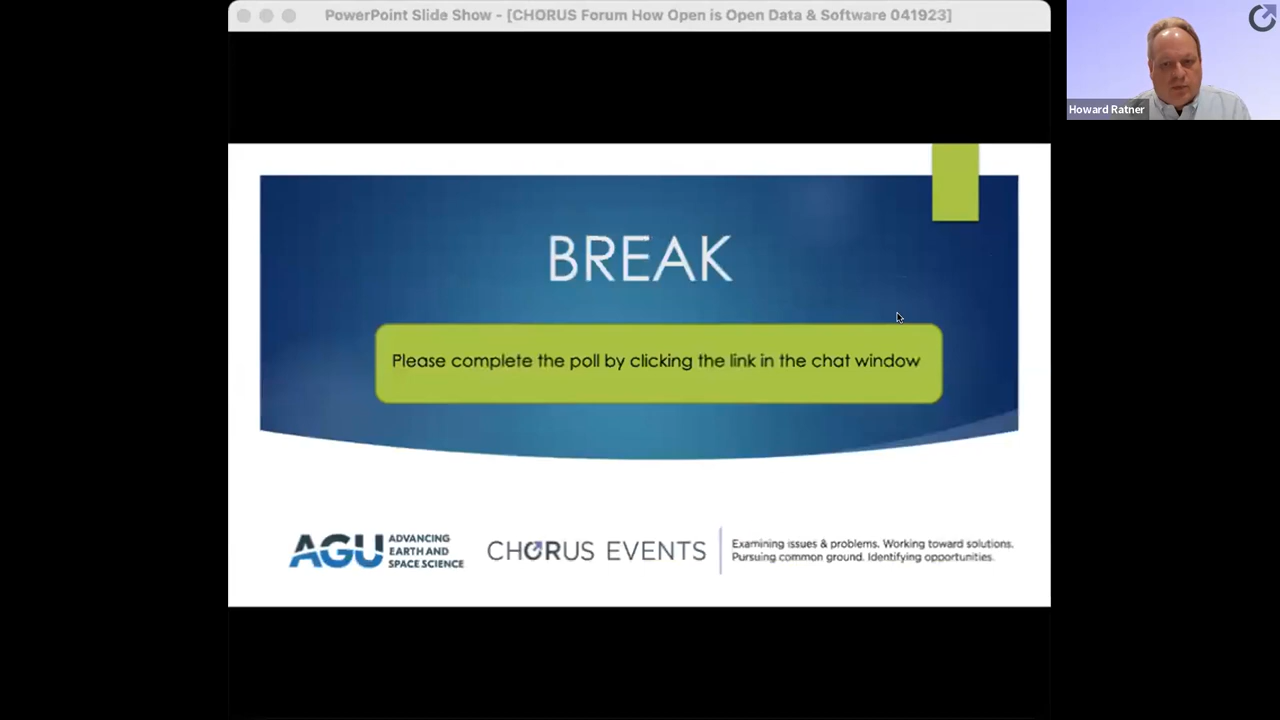 PowerPoint Slide Show - [CHORUS Forum How Open is Open Data & Software 041923]
Howard Ratner
BREAK
Please complete the poll by clicking the link in the chat window
AGU ADVANCING
EARTH AND
SPACE SCIENCE
CHORUS EVENTS
Examining issues & problems. Working toward solutions.
Pursuing common ground. Identifying opportunities.